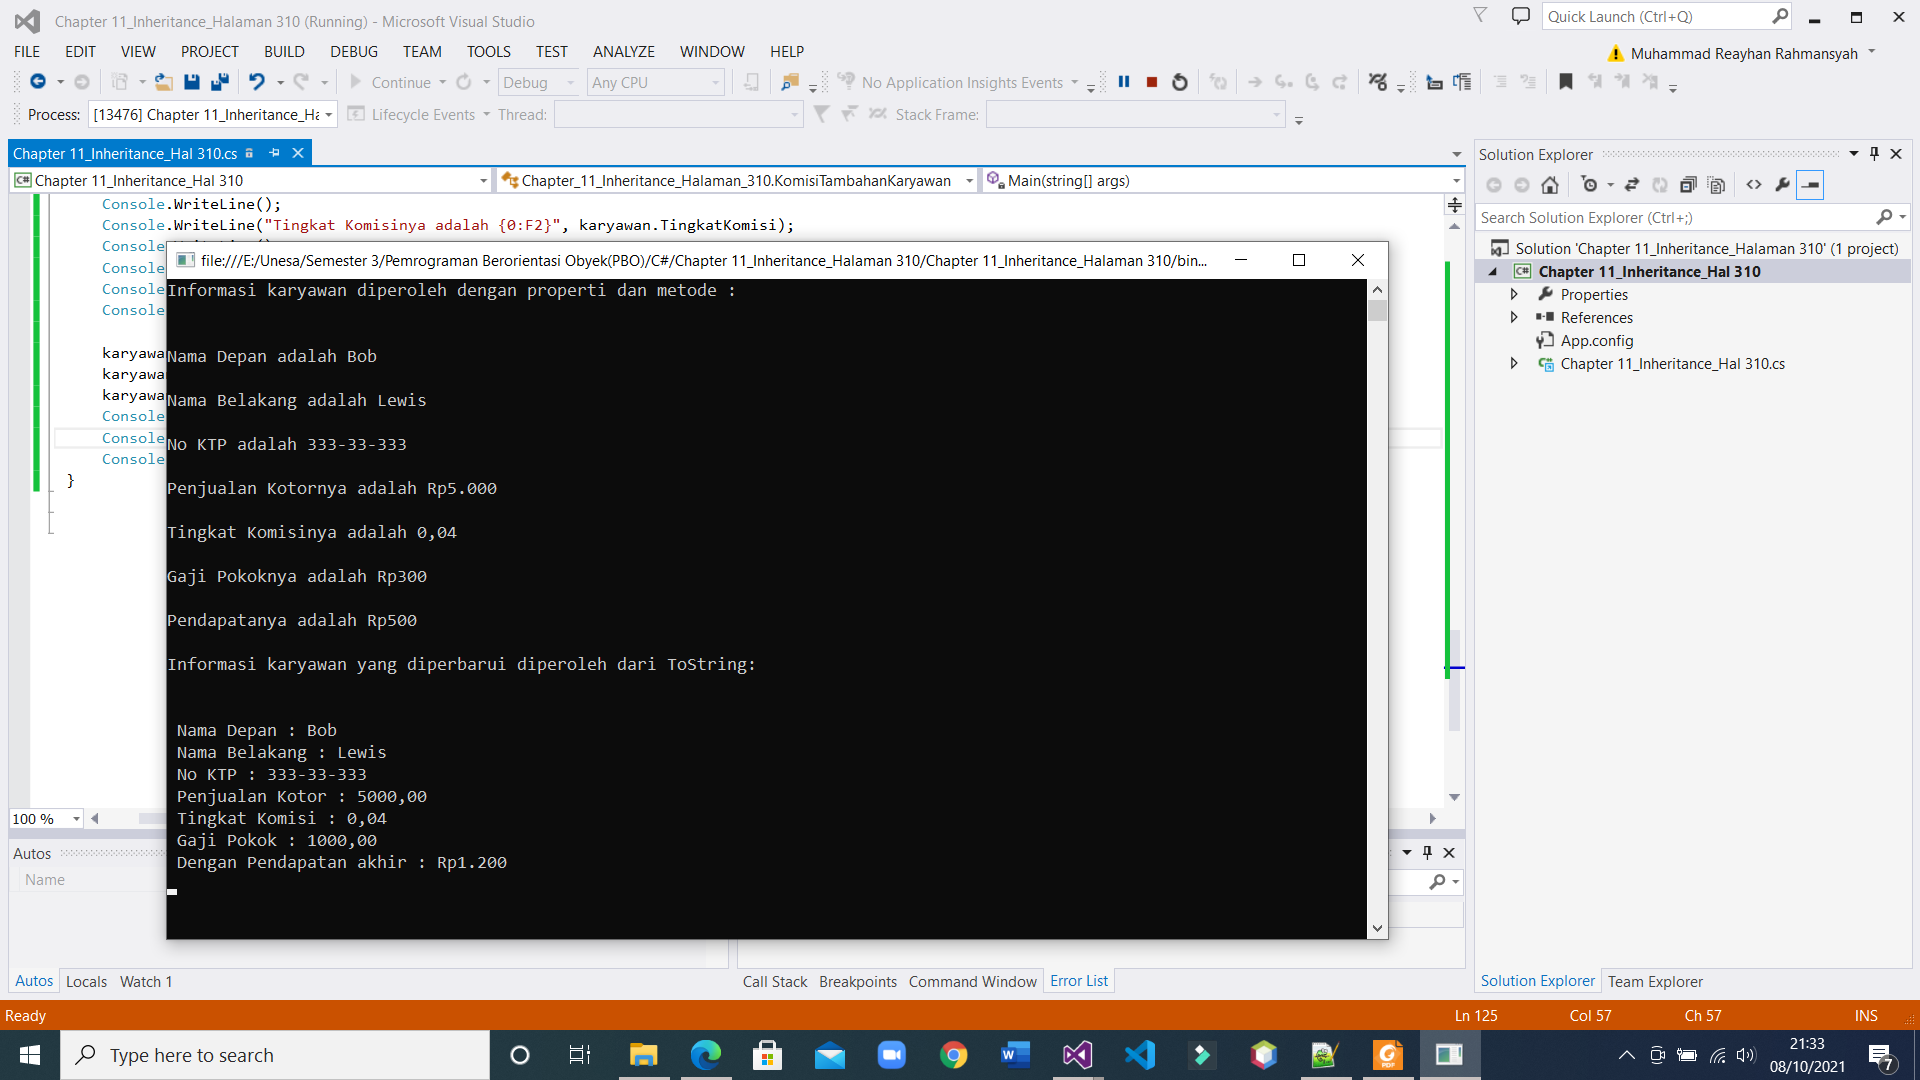 Chapter 11_Inheritance_Halaman 310 (Running) - Microsoft Visual Studio
Quick Launch (Ctrl+Q)
FILE EDIT VIEW PROJECT BUILD DEBUG TEAM TOOLS TEST ANALYZE WINDOW HELP
Muhammad Reayhan Rahmansyah
Continue Debug Any CPU No Application Insights Events
Process: [13476] Chapter 11_Inheritance_Ha Lifecycle Events Thread: Stack Frame:
Chapter 11_Inheritance_Hal 310.cs
Chapter 11_Inheritance_Hal 310 Chapter_11_Inheritance_Halaman_310.KomisiTambahanKaryawan Main(string[] args)
Console.WriteLine();
Console.WriteLine("Tingkat Komisinya adalah {0:F2}", karyawan.TingkatKomisi);
Console
Console
Console
Console
karyawa
karyawa
karyawa
Console
Console
Console
}
file:///E:/Unesa/Semester 3/Pemrograman Berorientasi Obyek(PBO)/C#/Chapter 11_Inheritance_Halaman 310/Chapter 11_Inheritance_Halaman 310/bin...
Informasi karyawan diperoleh dengan properti dan metode :
Nama Depan adalah Bob
Nama Belakang adalah Lewis
No KTP adalah 333-33-333
Penjualan Kotornya adalah Rp5.000
Tingkat Komisinya adalah 0,04
Gaji Pokoknya adalah Rp300
Pendapatanya adalah Rp500
Informasi karyawan yang diperbarui diperoleh dari ToString:
Nama Depan : Bob
Nama Belakang : Lewis
No KTP : 333-33-333
Penjualan Kotor : 5000,00
Tingkat Komisi : 0,04
Gaji Pokok : 1000,00
Dengan Pendapatan akhir : Rp1.200
100 %
Autos
Name
Autos Locals Watch 1
Call Stack Breakpoints Command Window Error List
Solution Explorer
Search Solution Explorer (Ctrl+;)
Solution 'Chapter 11_Inheritance_Halaman 310' (1 project)
C# Chapter 11_Inheritance_Hal 310
Properties
References
App.config
Chapter 11_Inheritance_Hal 310.cs
Solution Explorer Team Explorer
Ready Ln 125 Col 57 Ch 57 INS
Type here to search
21:33
08/10/2021
7